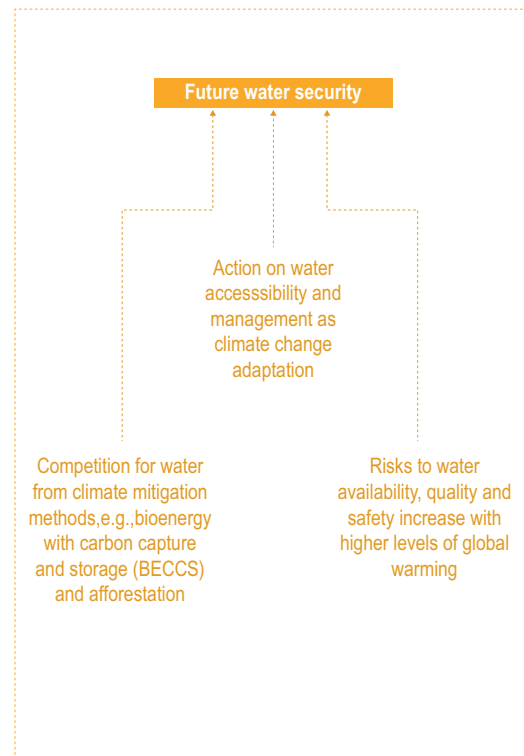 Future water security
Action on water
accesssibility and
management as
climate change
adaptation
Competition for water
from climate mitigation
methods,e.g.,bioenergy
with carbon capture
and storage (BECCS)
and afforestation
Risks to water
availability, quality and
safety increase with
higher levels of global
warming